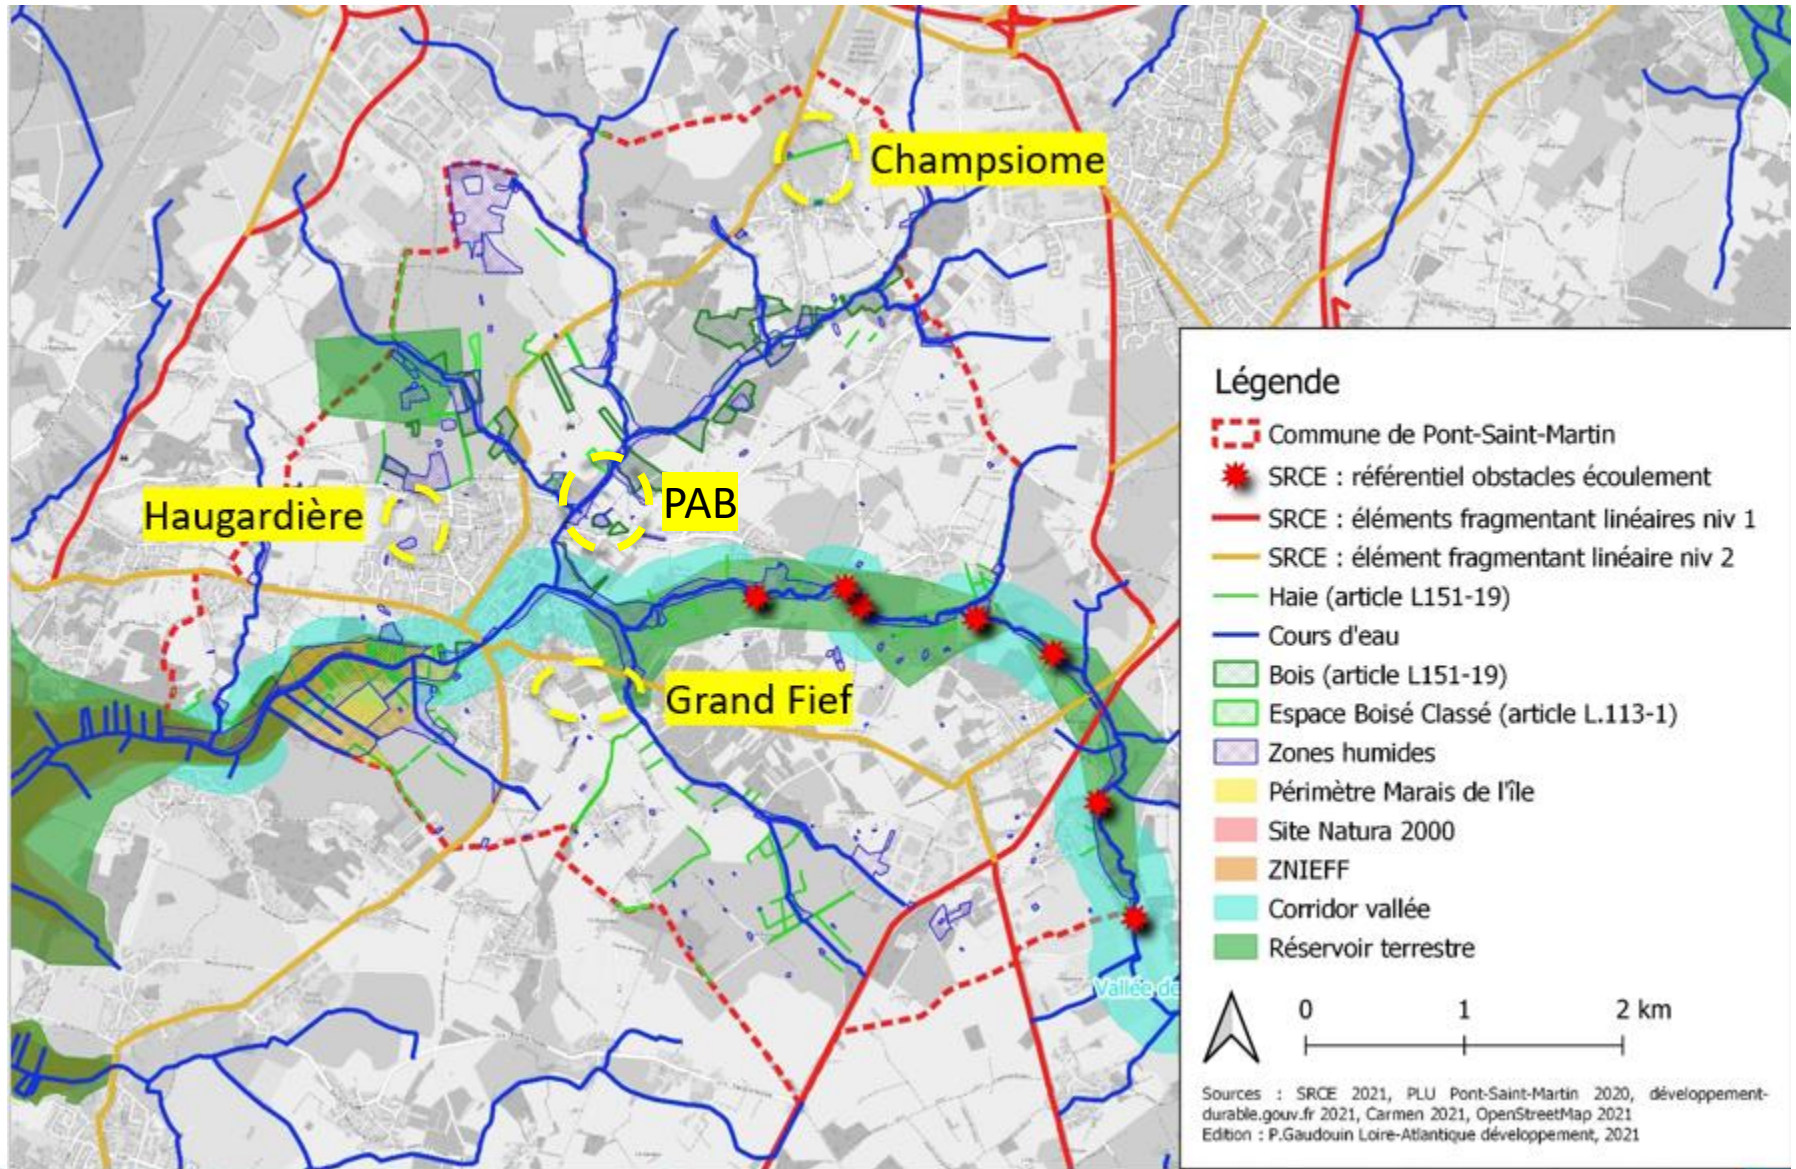 Champsiome
Haugardière
PAB
Grand Fief
Vallée de
Légende
Commune de Pont-Saint-Martin
SRCE : référentiel obstacles écoulement
SRCE : éléments fragmentant linéaires niv 1
SRCE : élément fragmentant linéaire niv 2
Haie (article L151-19)
Cours d'eau
Bois (article L151-19)
Espace Boisé Classé (article L.113-1)
Zones humides
Périmètre Marais de l'île
Site Natura 2000
ZNIEFF
Corridor vallée
Réservoir terrestre
0 1 2 km
Sources : SRCE 2021, PLU Pont-Saint-Martin 2020, développement-
durable.gouv.fr 2021, Carmen 2021, OpenStreetMap 2021
Edition : P.Gaudouin Loire-Atlantique développement, 2021